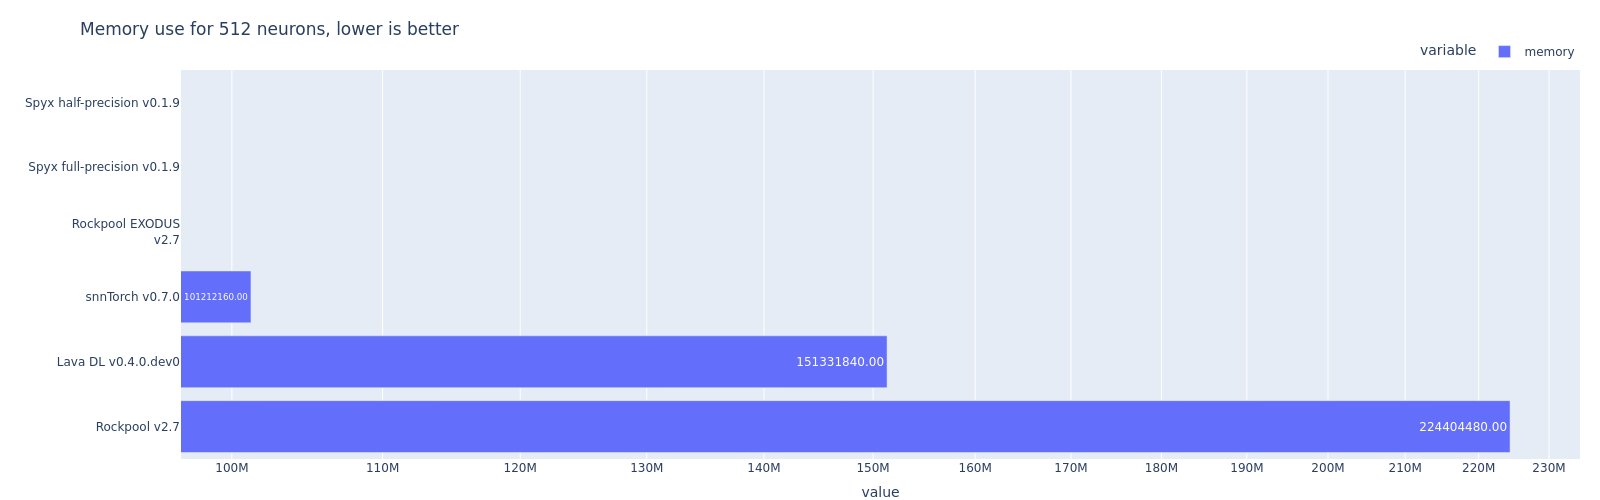 Memory use for 512 neurons, lower is better
variable
memory
Spyx half-precision v0.1.9
Spyx full-precision v0.1.9
Rockpool EXODUS
v2.7
snnTorch v0.7.0
101212160.00
Lava DL v0.4.0.dev0
151331840.00
Rockpool v2.7
224404480.00
100M 110M 120M 130M 140M 150M 160M 170M 180M 190M 200M 210M 220M 230M
value